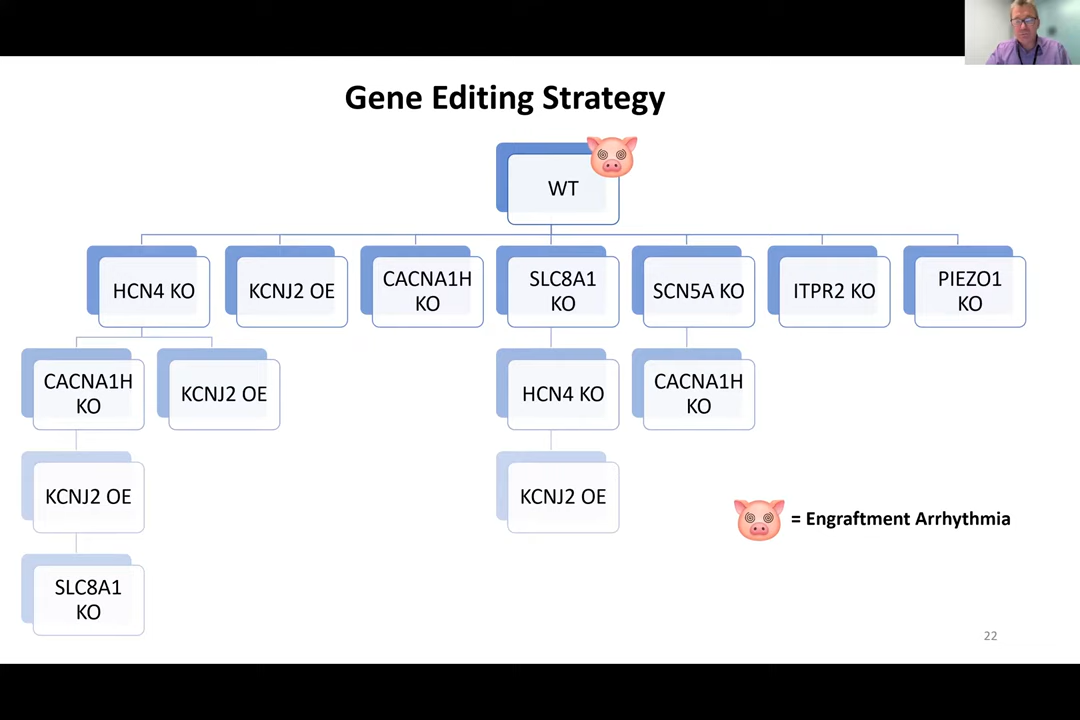 Gene Editing Strategy
WT
HCN4 KO
KCNJ2 OE
CACNA1H
KO
SLC8A1
KO
SCN5A KO
ITPR2 KO
PIEZO1
KO
CACNA1H
KO
KCNJ2 OE
HCN4 KO
CACNA1H
KO
KCNJ2 OE
KCNJ2 OE
= Engraftment Arrhythmia
SLC8A1
KO
22